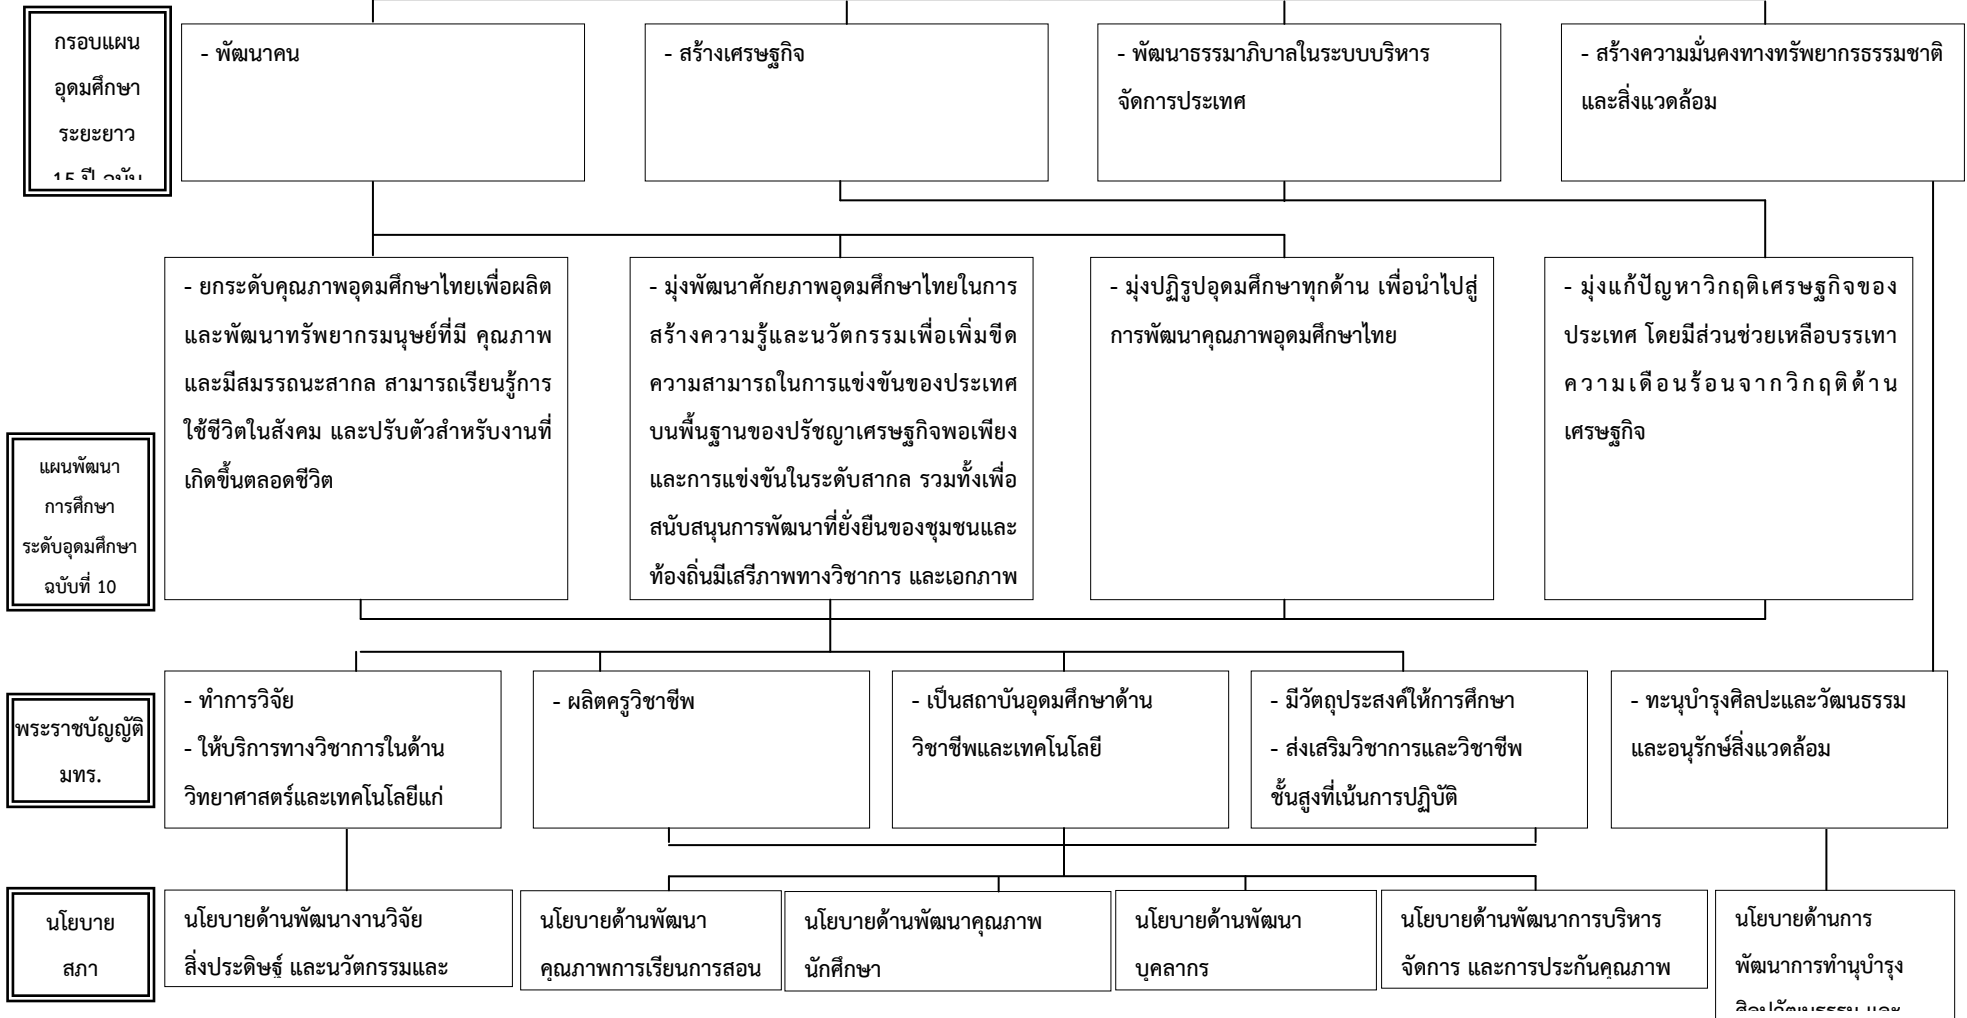 กรอบแผน
อุดมศึกษา
ระยะยาว
15 ปี ฉบับ
- พัฒนาคน
- สร้างเศรษฐกิจ
- พัฒนาธรรมาภิบาลในระบบบริหาร
จัดการประเทศ
- สร้างความมั่นคงทางทรัพยากรธรรมชาติ
และสิ่งแวดล้อม
แผนพัฒนา
การศึกษา
ระดับอุดมศึกษา
ฉบับที่ 10
- ยกระดับคุณภาพอุดมศึกษาไทยเพื่อผลิต
และพัฒนาทรัพยากรมนุษย์ที่มี คุณภาพ
และมีสมรรถนะสากล สามารถเรียนรู้การ
ใช้ชีวิตในสังคม และปรับตัวสำหรับงานที่
เกิดขึ้นตลอดชีวิต
- มุ่งพัฒนาศักยภาพอุดมศึกษาไทยในการ
สร้างความรู้และนวัตกรรมเพื่อเพิ่มขีด
ความสามารถในการแข่งขันของประเทศ
บนพื้นฐานของปรัชญาเศรษฐกิจพอเพียง
และการแข่งขันในระดับสากล รวมทั้งเพื่อ
สนับสนุนการพัฒนาที่ยั่งยืนของชุมชนและ
ท้องถิ่นมีเสรีภาพทางวิชาการ และเอกภาพ
- มุ่งปฏิรูปอุดมศึกษาทุกด้าน เพื่อนำไปสู่
การพัฒนาคุณภาพอุดมศึกษาไทย
- มุ่งแก้ปัญหาวิกฤติเศรษฐกิจของ
ประเทศ โดยมีส่วนช่วยเหลือบรรเทา
ความเดือนร้อนจากวิกฤติด้าน
เศรษฐกิจ
พระราชบัญญัติ
มทร.
- ทำการวิจัย
- ให้บริการทางวิชาการในด้าน
วิทยาศาสตร์และเทคโนโลยีแก่
- ผลิตครูวิชาชีพ
- เป็นสถาบันอุดมศึกษาด้าน
วิชาชีพและเทคโนโลยี
- มีวัตถุประสงค์ให้การศึกษา
- ส่งเสริมวิชาการและวิชาชีพ
ชั้นสูงที่เน้นการปฏิบัติ
- ทะนุบำรุงศิลปะและวัฒนธรรม
และอนุรักษ์สิ่งแวดล้อม
นโยบาย
สภา
นโยบายด้านพัฒนางานวิจัย
สิ่งประดิษฐ์ และนวัตกรรมและ
นโยบายด้านพัฒนา
คุณภาพการเรียนการสอน
นโยบายด้านพัฒนาคุณภาพ
นักศึกษา
นโยบายด้านพัฒนา
บุคลากร
นโยบายด้านพัฒนาการบริหาร
จัดการ และการประกันคุณภาพ
นโยบายด้านการ
พัฒนาการทำนุบำรุง
ศิลปวัฒนธรรม และ